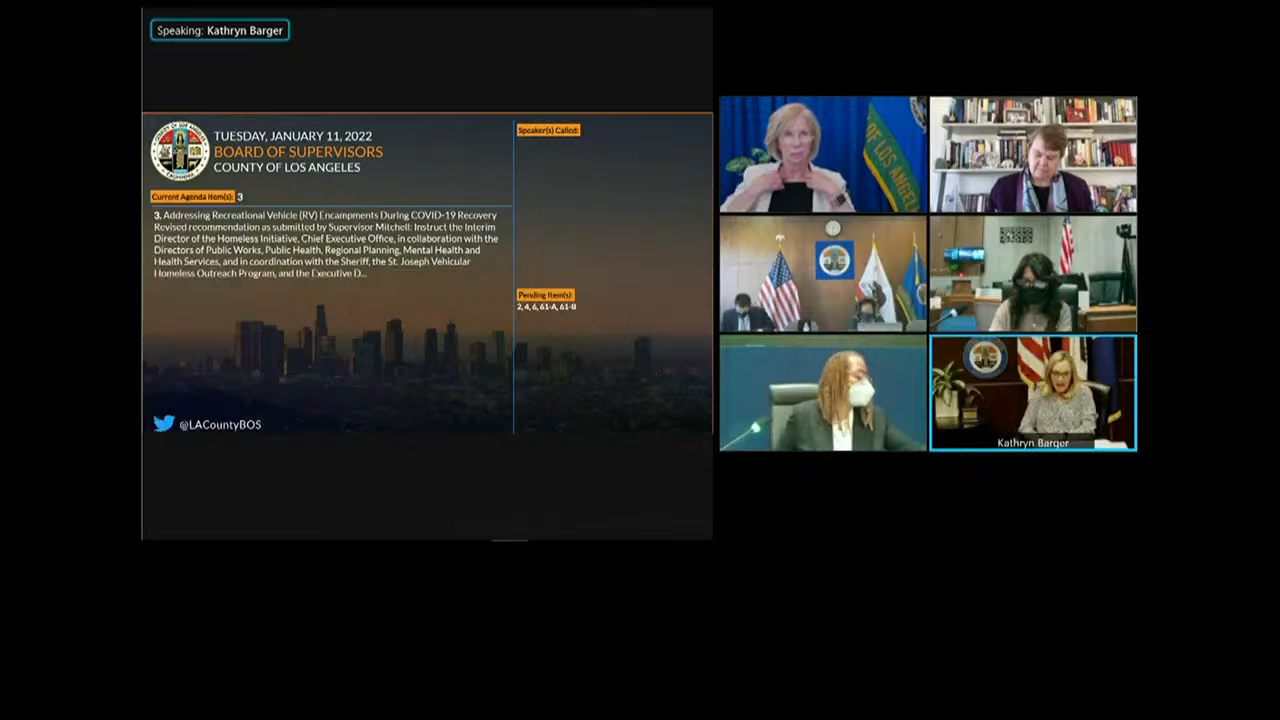 Speaking: Kathryn Barger
TUESDAY, JANUARY 11, 2022
BOARD OF SUPERVISORS
COUNTY OF LOS ANGELES
Current Agenda Item(s): 3
3. Addressing Recreational Vehicle (RV) Encampments During COVID-19 Recovery
Revised recommendation as submitted by Supervisor Mitchell: Instruct the Interim
Director of the Homeless Initiative, Chief Executive Office, in collaboration with the
Directors of Public Works, Public Health, Regional Planning, Mental Health and
Health Services, and in coordination with the Sheriff, the St. Joseph Vehicular
Homeless Outreach Program, and the Executive D...
@LACountyBOS
Speaker(s) Called:
Pending Item(s):
2, 4, 6, 61-A, 61-B
OF LOS ANGELES
Kathryn Barger